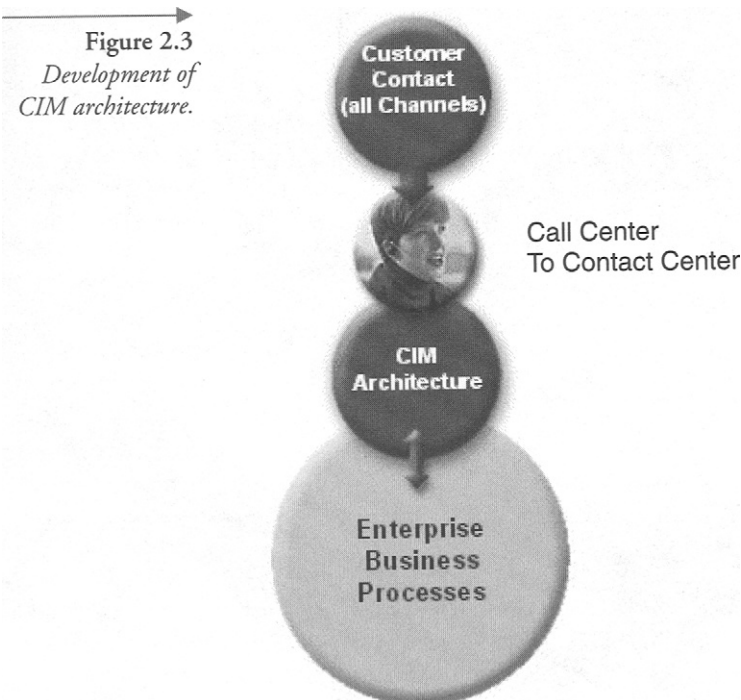 Figure 2.3
Development of
CIM architecture.
Customer
Contact
(all Channels)
Call Center
To Contact Center
CIM
Architecture
Enterprise
Business
Processes